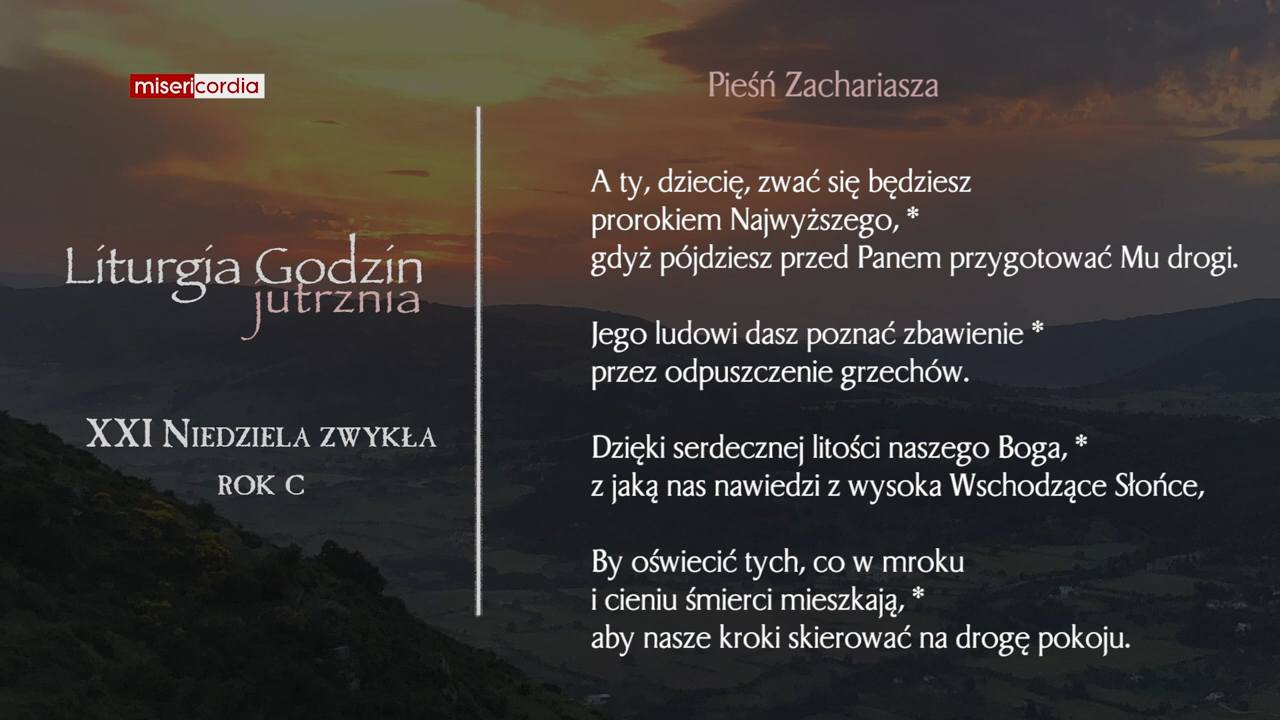 misericordia
Liturgia Godzin
jutrznia
XXI Niedziela zwykła
rok C
Pieśń Zachariasza
A ty, dziecię, zwać się będziesz
prorokiem Najwyższego, *
gdyż pójdziesz przed Panem przygotować Mu drogi.
Jego ludowi dasz poznać zbawienie *
przez odpuszczenie grzechów.
Dzięki serdecznej litości naszego Boga, *
z jaką nas nawiedzi z wysoka Wschodzące Słońce,
By oświecić tych, co w mroku
i cieniu śmierci mieszkają, *
aby nasze kroki skierować na drogę pokoju.